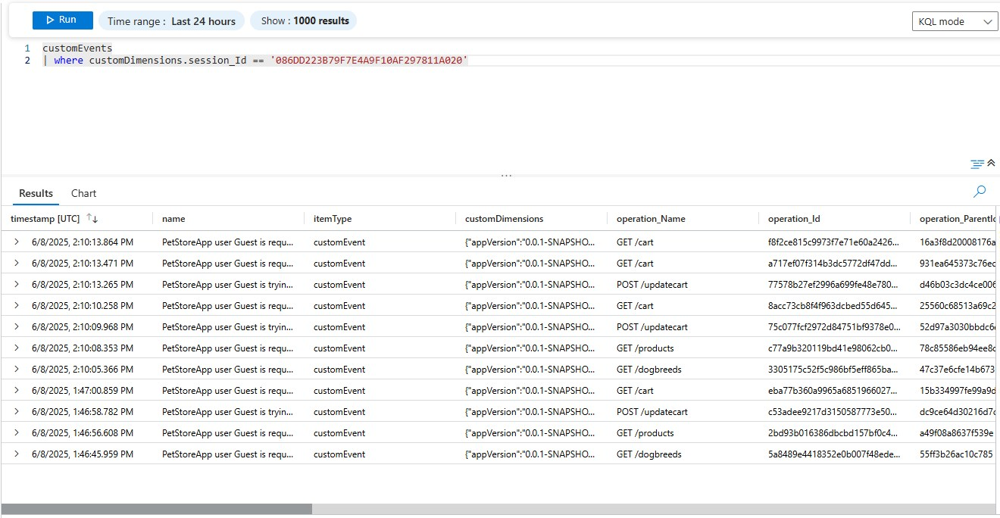 Run Time range : Last 24 hours Show : 1000 results KQL mode
1 customEvents
2 | where customDimensions.session_Id == '086DD223B79F7E4A9F10AF297811A020'
...
Results Chart
timestamp [UTC] name itemType customDimensions operation_Name operation_Id operation_ParentId
6/8/2025, 2:10:13.864 PM PetStoreApp user Guest is requ... customEvent {"appVersion":"0.0.1-SNAPSHO... GET /cart f8f2ce815c9973f7e71e60a2426... 16a3f8d20008176a
6/8/2025, 2:10:13.471 PM PetStoreApp user Guest is requ... customEvent {"appVersion":"0.0.1-SNAPSHO... GET /cart a717ef07f314b3dc5772df47dd... 931ea645373c76ec
6/8/2025, 2:10:13.265 PM PetStoreApp user Guest is tryin... customEvent {"appVersion":"0.0.1-SNAPSHO... POST /updatecart 77578b27ef2996a699fe48e780... d46b03c3dc4ce006
6/8/2025, 2:10:10.258 PM PetStoreApp user Guest is requ... customEvent {"appVersion":"0.0.1-SNAPSHO... GET /cart 8acc73cb8f4f963dcbed55d645... 25560c68513a69c2
6/8/2025, 2:10:09.968 PM PetStoreApp user Guest is tryin... customEvent {"appVersion":"0.0.1-SNAPSHO... POST /updatecart 75c077fcf2972d84751bf9378e0... 52d97a3030bbdc6
6/8/2025, 2:10:08.353 PM PetStoreApp user Guest is requ... customEvent {"appVersion":"0.0.1-SNAPSHO... GET /products c77a9b320119bd41e98062cb0... 78c85586eb94ee8c
6/8/2025, 2:10:05.366 PM PetStoreApp user Guest is requ... customEvent {"appVersion":"0.0.1-SNAPSHO... GET /dogbreeds 3305175c52f5c986bf5eff865ba... 47c37e6cfe14b673
6/8/2025, 1:47:00.859 PM PetStoreApp user Guest is requ... customEvent {"appVersion":"0.0.1-SNAPSHO... GET /cart eba77b360a9965a6851966027... 15b334997fe99a9d
6/8/2025, 1:46:58.782 PM PetStoreApp user Guest is tryin... customEvent {"appVersion":"0.0.1-SNAPSHO... POST /updatecart c53adee9217d3150587773e50... dc9ce64d30216d7c
6/8/2025, 1:46:56.608 PM PetStoreApp user Guest is requ... customEvent {"appVersion":"0.0.1-SNAPSHO... GET /products 2bd93b016386dbcbd157bf0c4... a49f08a8637f539e
6/8/2025, 1:46:45.959 PM PetStoreApp user Guest is requ... customEvent {"appVersion":"0.0.1-SNAPSHO... GET /dogbreeds 5a8489e4418352e0b007f48ede... 55ff3b26ac10c785